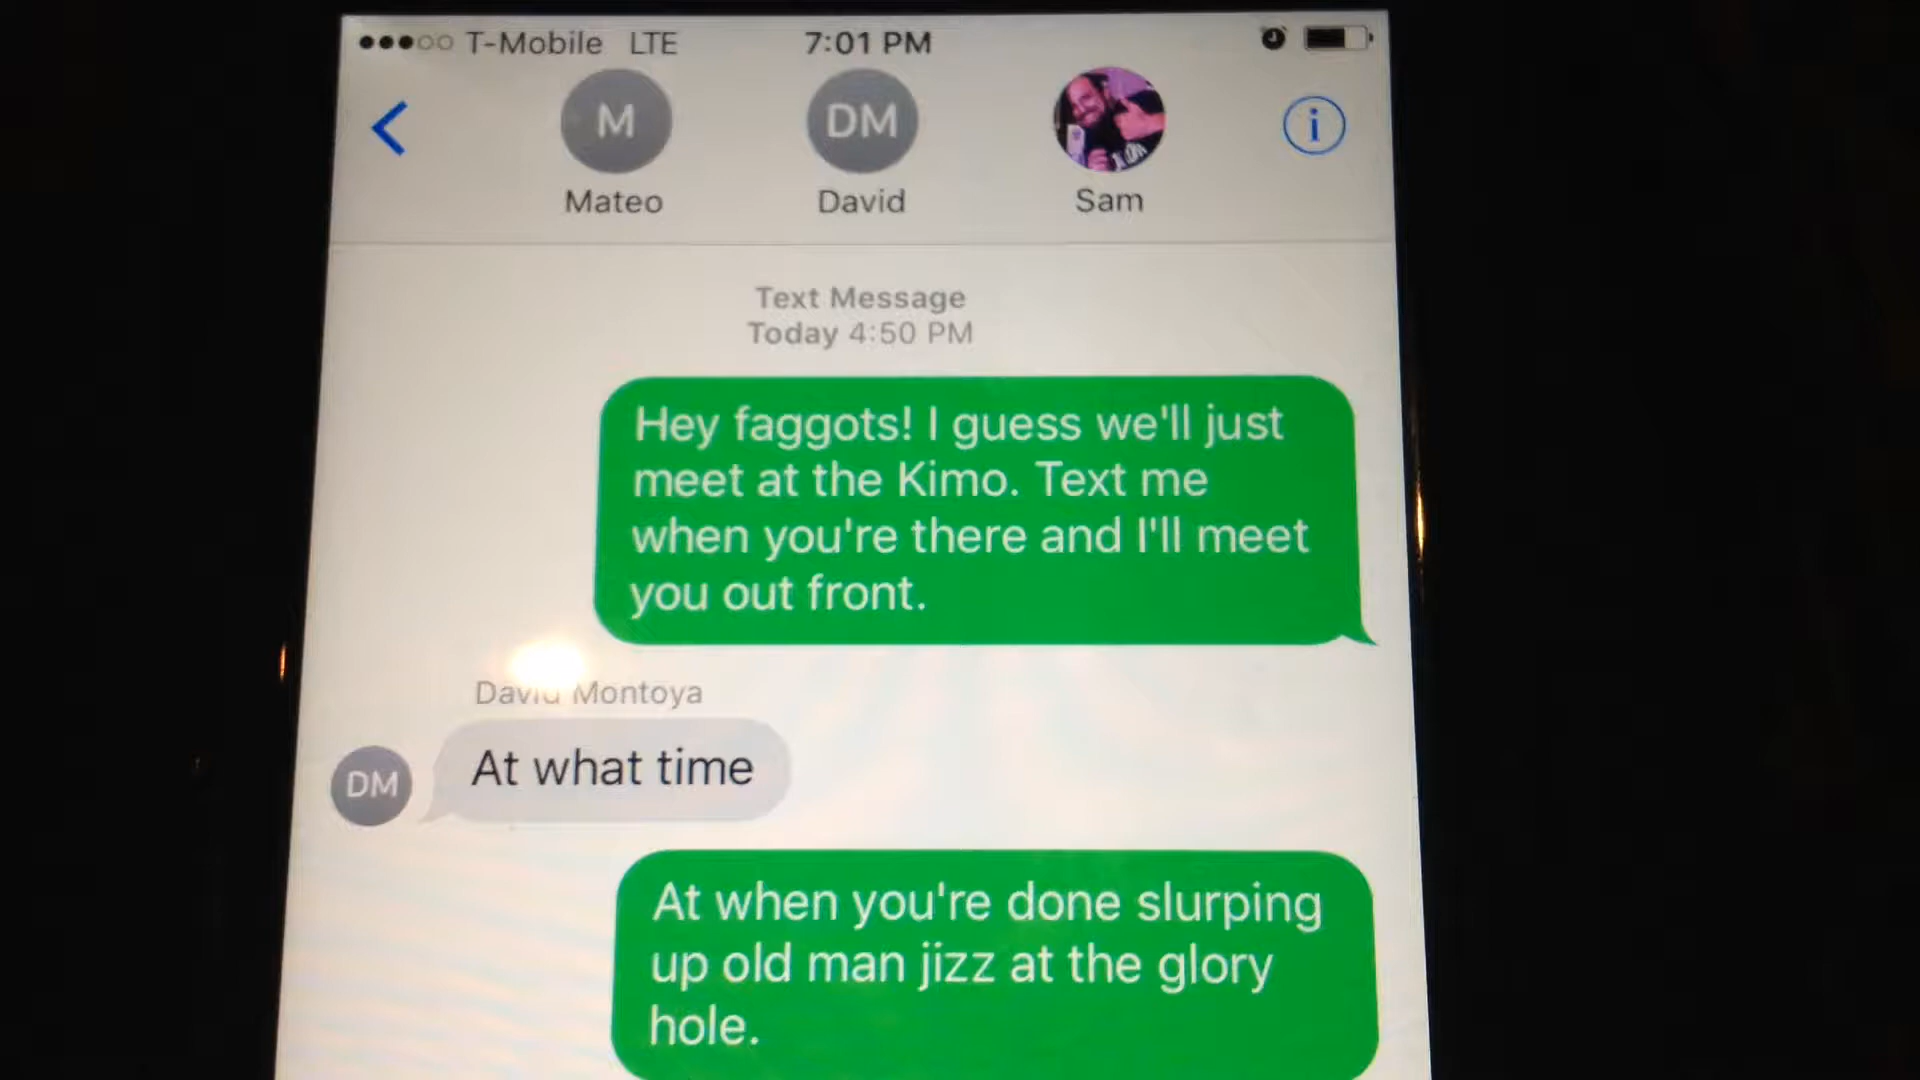 T-Mobile LTE 7:01 PM
M DM
Mateo David Sam
Text Message
Today 4:50 PM
Hey faggots! I guess we'll just
meet at the Kimo. Text me
when you're there and I'll meet
you out front.
David Montoya
DM At what time
At when you're done slurping
up old man jizz at the glory
hole.